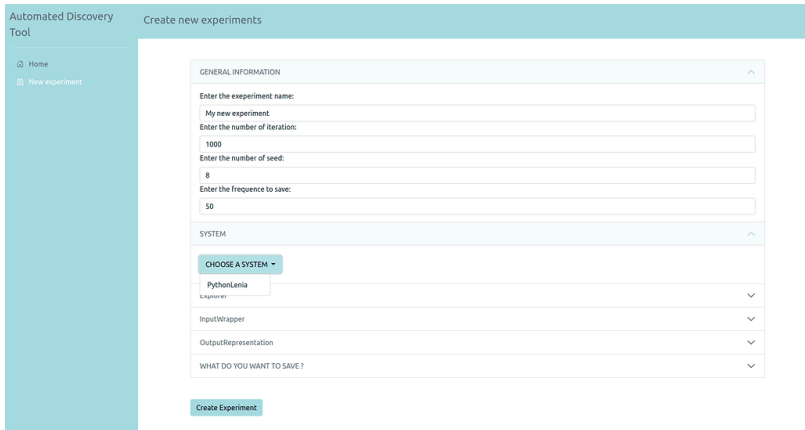 Automated Discovery
Tool
Create new experiments
Home
New experiment
GENERAL INFORMATION
Enter the exeperiment name:
My new experiment
Enter the number of iteration:
1000
Enter the number of seed:
8
Enter the frequence to save:
50
SYSTEM
CHOOSE A SYSTEM
PythonLenia
Explorer
InputWrapper
OutputRepresentation
WHAT DO YOU WANT TO SAVE ?
Create Experiment